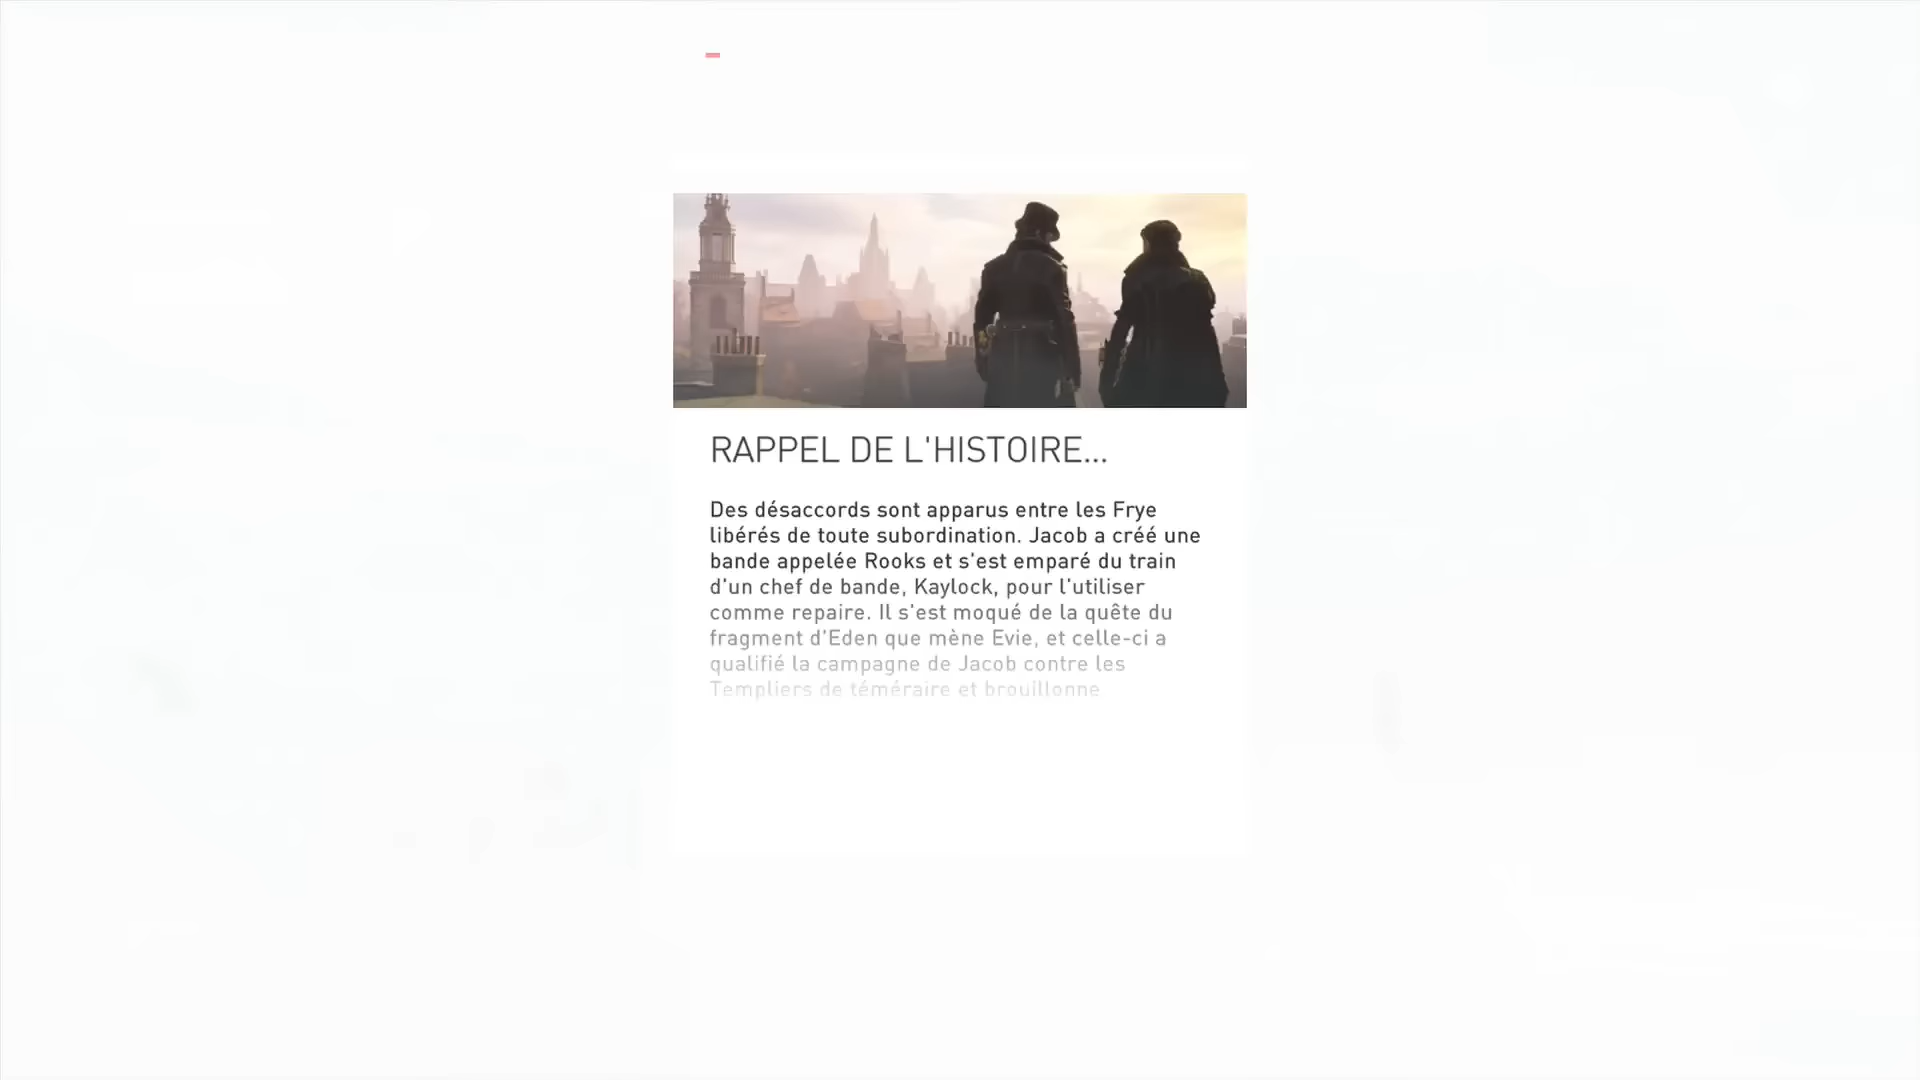 RAPPEL DE L'HISTOIRE...
Des désaccords sont apparus entre les Frye
libérés de toute subordination. Jacob a créé une
bande appelée Rooks et s'est emparé du train
d'un chef de bande, Kaylock, pour l'utiliser
comme repaire. Il s'est moqué de la quête du
fragment d'Eden que mène Evie, et celle-ci a
qualifié la campagne de Jacob contre les
Templiers de téméraire et brouillonne